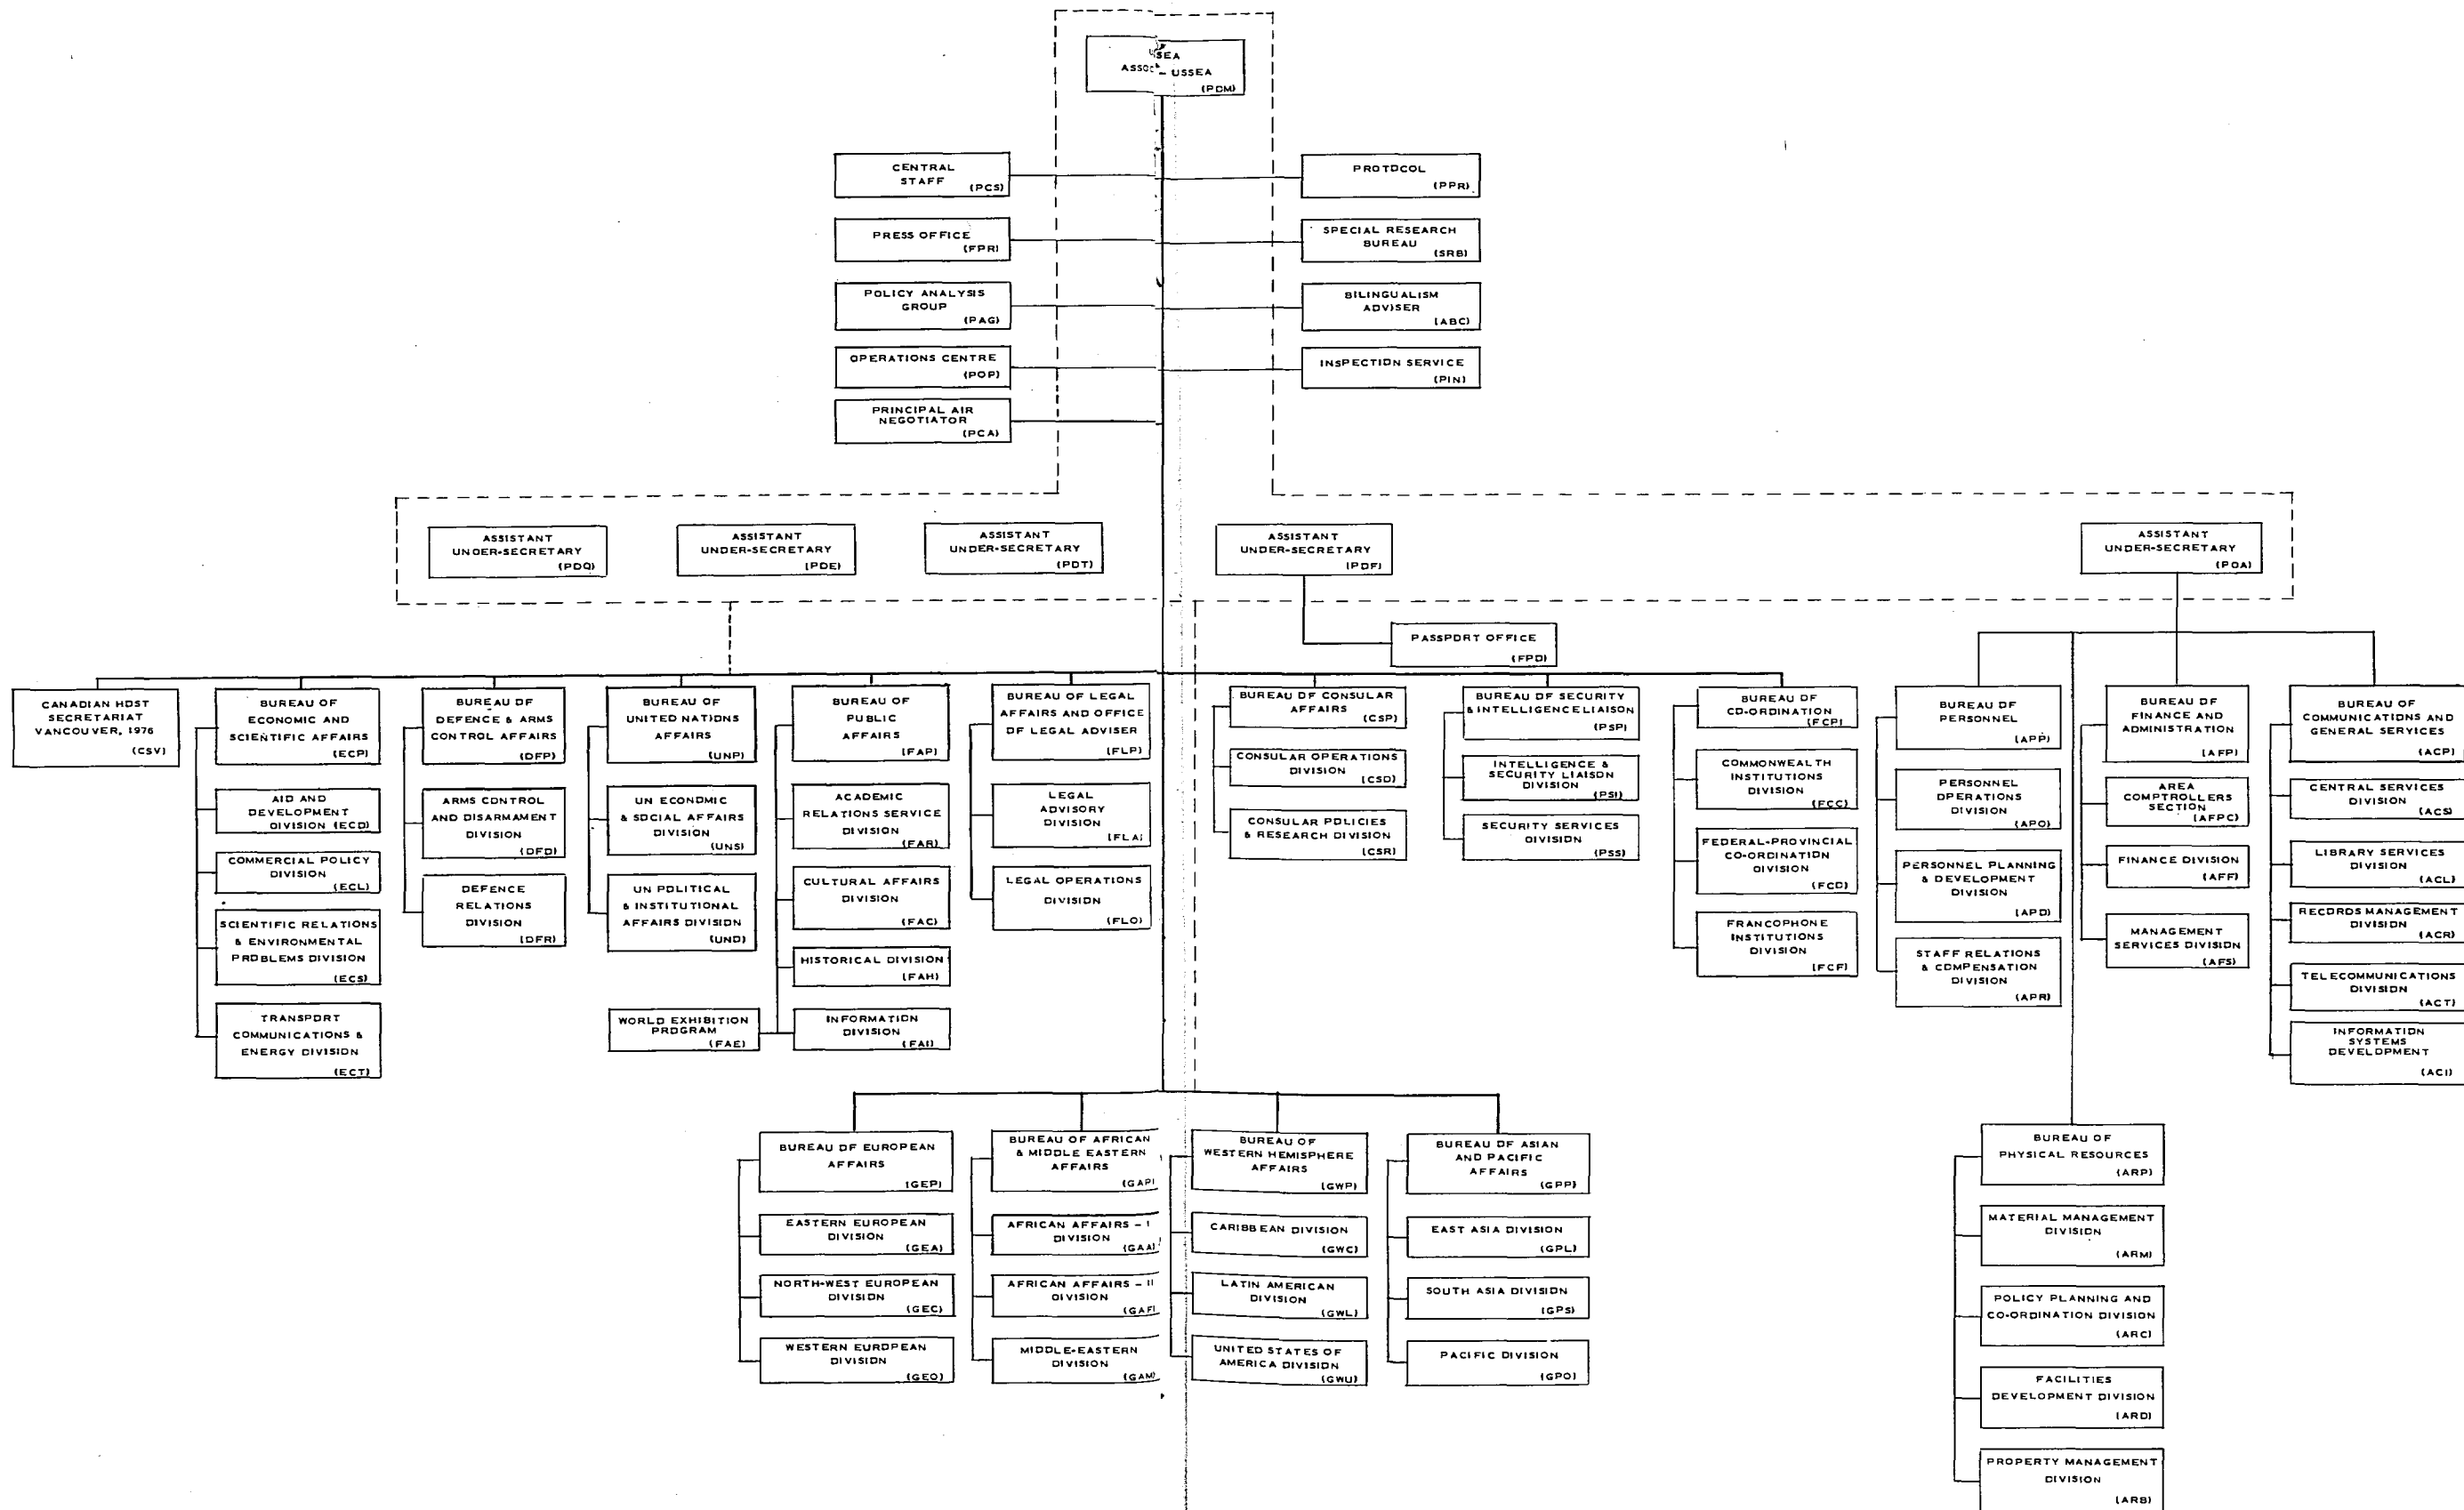 USEA
ASSOC - USSEA
(PDM)
CENTRAL
STAFF
(PCS)
PROTOCOL
(PPR)
PRESS OFFICE
(FPR)
SPECIAL RESEARCH
BUREAU
(SRB)
POLICY ANALYSIS
GROUP
(PAG)
BILINGUALISM
ADVISER
(ABC)
OPERATIONS CENTRE
(POP)
INSPECTION SERVICE
(PIN)
PRINCIPAL AIR
NEGOTIATOR
(PCA)
ASSISTANT
UNDER-SECRETARY
(PDQ)
ASSISTANT
UNDER-SECRETARY
(PDE)
ASSISTANT
UNDER-SECRETARY
(PDT)
ASSISTANT
UNDER-SECRETARY
(PDF)
ASSISTANT
UNDER-SECRETARY
(PDA)
PASSPORT OFFICE
(FPO)
CANADIAN HOST
SECRETARIAT
VANCOUVER, 1976
(CSV)
BUREAU OF
ECONOMIC AND
SCIENTIFIC AFFAIRS
(ECP)
AID AND
DEVELOPMENT
DIVISION (ECD)
COMMERCIAL POLICY
DIVISION
(ECL)
SCIENTIFIC RELATIONS
& ENVIRONMENTAL
PROBLEMS DIVISION
(ECS)
TRANSPORT
COMMUNICATIONS &
ENERGY DIVISION
(ECT)
BUREAU OF
DEFENCE & ARMS
CONTROL AFFAIRS
(DFP)
ARMS CONTROL
AND DISARMAMENT
DIVISION
(DFD)
DEFENCE
RELATIONS
DIVISION
(DFR)
BUREAU OF
UNITED NATIONS
AFFAIRS
(UNP)
UN ECONOMIC
& SOCIAL AFFAIRS
DIVISION
(UNS)
UN POLITICAL
& INSTITUTIONAL
AFFAIRS DIVISION
(UNO)
BUREAU OF
PUBLIC
AFFAIRS
(FAP)
ACADEMIC
RELATIONS SERVICE
DIVISION
(FAR)
CULTURAL AFFAIRS
DIVISION
(FAC)
HISTORICAL DIVISION
(FAH)
WORLD EXHIBITION
PROGRAM
(FAE)
INFORMATION
DIVISION
(FAI)
BUREAU OF LEGAL
AFFAIRS AND OFFICE
OF LEGAL ADVISER
(FLP)
LEGAL
ADVISORY
DIVISION
(FLA)
LEGAL OPERATIONS
DIVISION
(FLO)
BUREAU OF CONSULAR
AFFAIRS
(CSP)
CONSULAR OPERATIONS
DIVISION
(CSO)
CONSULAR POLICIES
& RESEARCH DIVISION
(CSR)
BUREAU OF SECURITY
& INTELLIGENCE LIAISON
(PSP)
INTELLIGENCE &
SECURITY LIAISON
DIVISION
(PSI)
SECURITY SERVICES
DIVISION
(PSS)
BUREAU OF
CO-ORDINATION
(FCP)
COMMONWEALTH
INSTITUTIONS
DIVISION
(FCC)
FEDERAL-PROVINCIAL
CO-ORDINATION
DIVISION
(FCO)
FRANCOPHONE
INSTITUTIONS
DIVISION
(FCF)
BUREAU OF
PERSONNEL
(APP)
PERSONNEL
OPERATIONS
DIVISION
(APO)
PERSONNEL PLANNING
& DEVELOPMENT
DIVISION
(APD)
STAFF RELATIONS
& COMPENSATION
DIVISION
(APR)
BUREAU OF
FINANCE AND
ADMINISTRATION
(AFP)
AREA
COMPTROLLERS
SECTION
(AFPC)
FINANCE DIVISION
(AFF)
MANAGEMENT
SERVICES DIVISION
(AFS)
BUREAU OF
COMMUNICATIONS AND
GENERAL SERVICES
(ACP)
CENTRAL SERVICES
DIVISION
(ACS)
LIBRARY SERVICES
DIVISION
(ACL)
RECORDS MANAGEMENT
DIVISION
(ACR)
TELECOMMUNICATIONS
DIVISION
(ACT)
INFORMATION
SYSTEMS
DEVELOPMENT
(ACI)
BUREAU OF EUROPEAN
AFFAIRS
(GEP)
EASTERN EUROPEAN
DIVISION
(GEA)
NORTH-WEST EUROPEAN
DIVISION
(GEC)
WESTERN EUROPEAN
DIVISION
(GEO)
BUREAU OF AFRICAN
& MIDDLE EASTERN
AFFAIRS
(GAP)
AFRICAN AFFAIRS - I
DIVISION
(GAA)
AFRICAN AFFAIRS - II
DIVISION
(GAF)
MIDDLE-EASTERN
DIVISION
(GAM)
BUREAU OF
WESTERN HEMISPHERE
AFFAIRS
(GWP)
CARIBBEAN DIVISION
(GWC)
LATIN AMERICAN
DIVISION
(GWL)
UNITED STATES OF
AMERICA DIVISION
(GWU)
BUREAU OF ASIAN
AND PACIFIC
AFFAIRS
(GPP)
EAST ASIA DIVISION
(GPL)
SOUTH ASIA DIVISION
(GPS)
PACIFIC DIVISION
(GPO)
BUREAU OF
PHYSICAL RESOURCES
(ARP)
MATERIAL MANAGEMENT
DIVISION
(ARM)
POLICY PLANNING AND
CO-ORDINATION DIVISION
(ARC)
FACILITIES
DEVELOPMENT DIVISION
(ARD)
PROPERTY MANAGEMENT
DIVISION
(ARB)